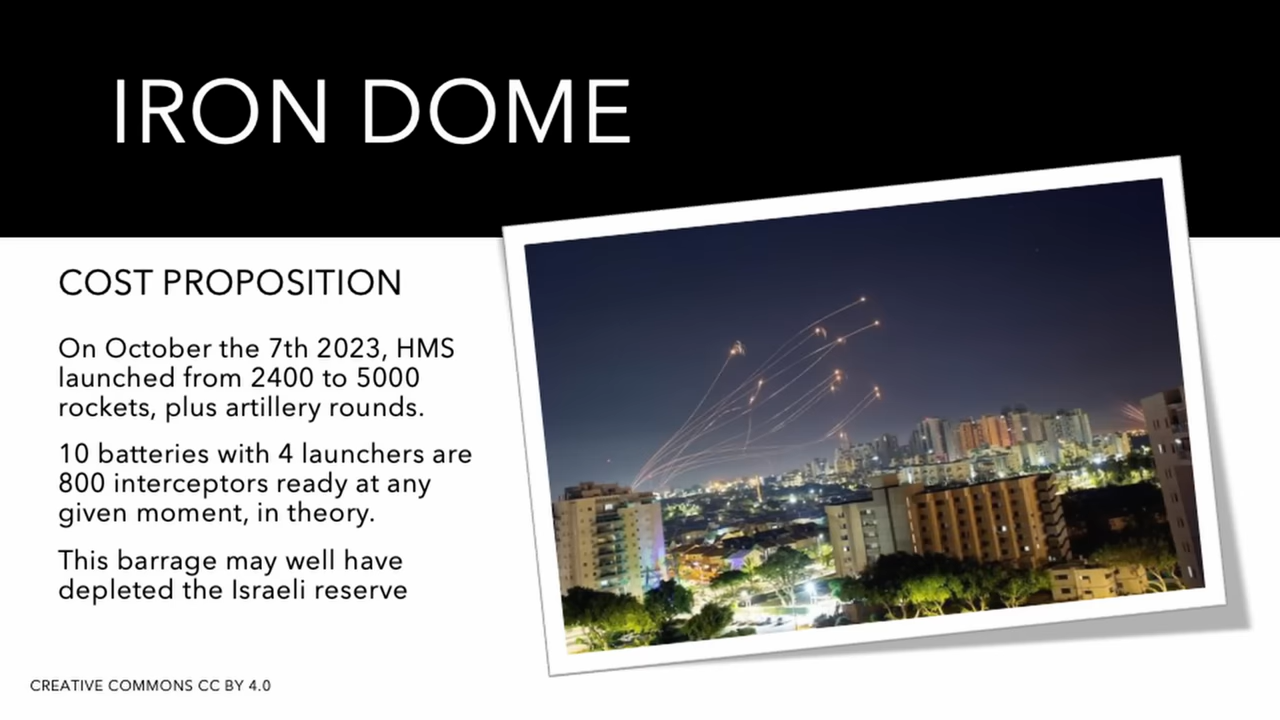 IRON DOME
COST PROPOSITION
On October the 7th 2023, HMS
launched from 2400 to 5000
rockets, plus artillery rounds.
10 batteries with 4 launchers are
800 interceptors ready at any
given moment, in theory.
This barrage may well have
depleted the Israeli reserve
CREATIVE COMMONS CC BY 4.0